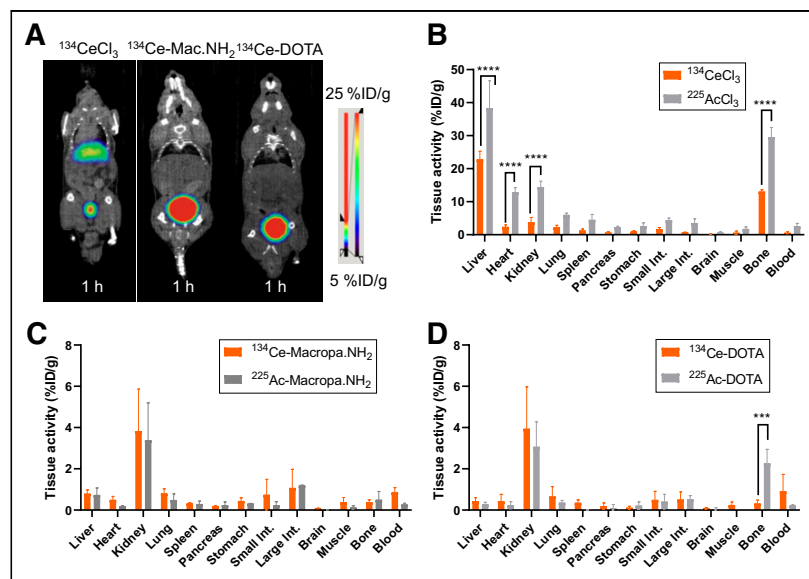 A
¹³⁴CeCl₃ ¹³⁴Ce-Mac.NH₂ ¹³⁴Ce-DOTA
25 %ID/g
5 %ID/g
1 h 1 h 1 h
B
Tissue activity (%ID/g)
50
40
30
20
10
0
****
****
****
****
¹³⁴CeCl₃
²²⁵AcCl₃
Liver Heart Kidney Lung Spleen Pancreas Stomach Small Int. Large Int. Brain Muscle Bone Blood
C
Tissue activity (%ID/g)
8
6
4
2
0
¹³⁴Ce-Macropa.NH₂
²²⁵Ac-Macropa.NH₂
Liver Heart Kidney Lung Spleen Pancreas Stomach Small Int. Large Int. Brain Muscle Bone Blood
D
Tissue activity (%ID/g)
8
6
4
2
0
¹³⁴Ce-DOTA
²²⁵Ac-DOTA
***
Liver Heart Kidney Lung Spleen Pancreas Stomach Small Int. Large Int. Brain Muscle Bone Blood